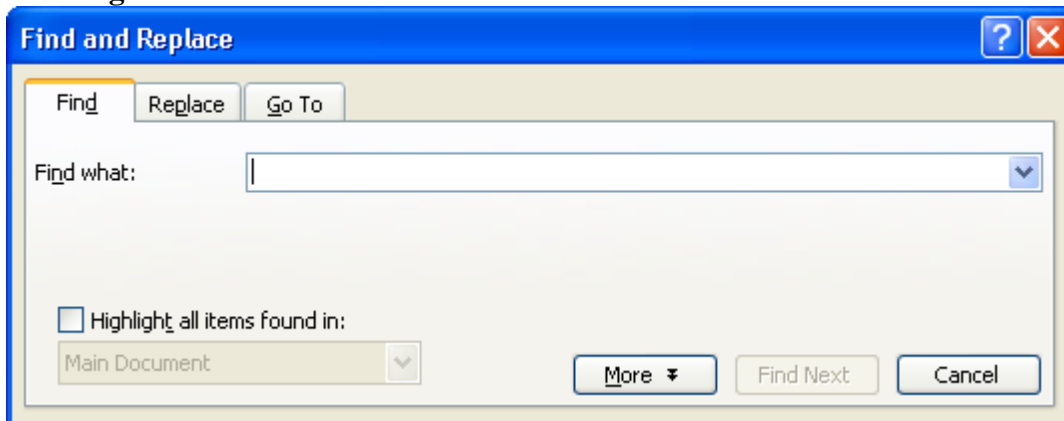 Find and Replace
Find Replace Go To
Find what:
Highlight all items found in:
Main Document
More Find Next Cancel